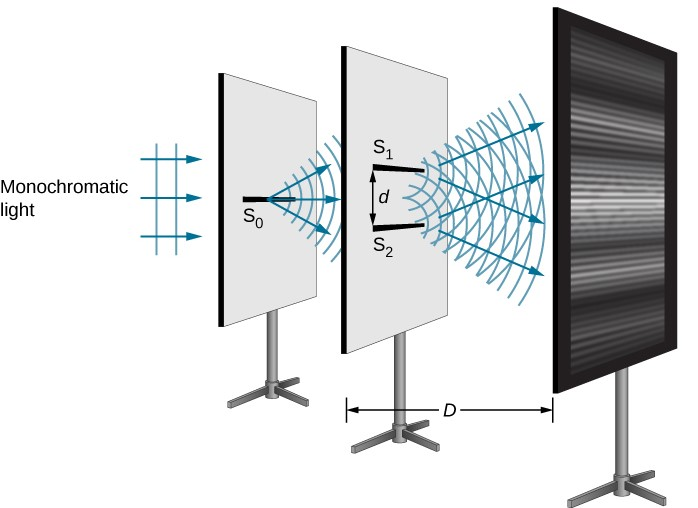 Monochromatic
light
S₀
S₁
d
S₂
D